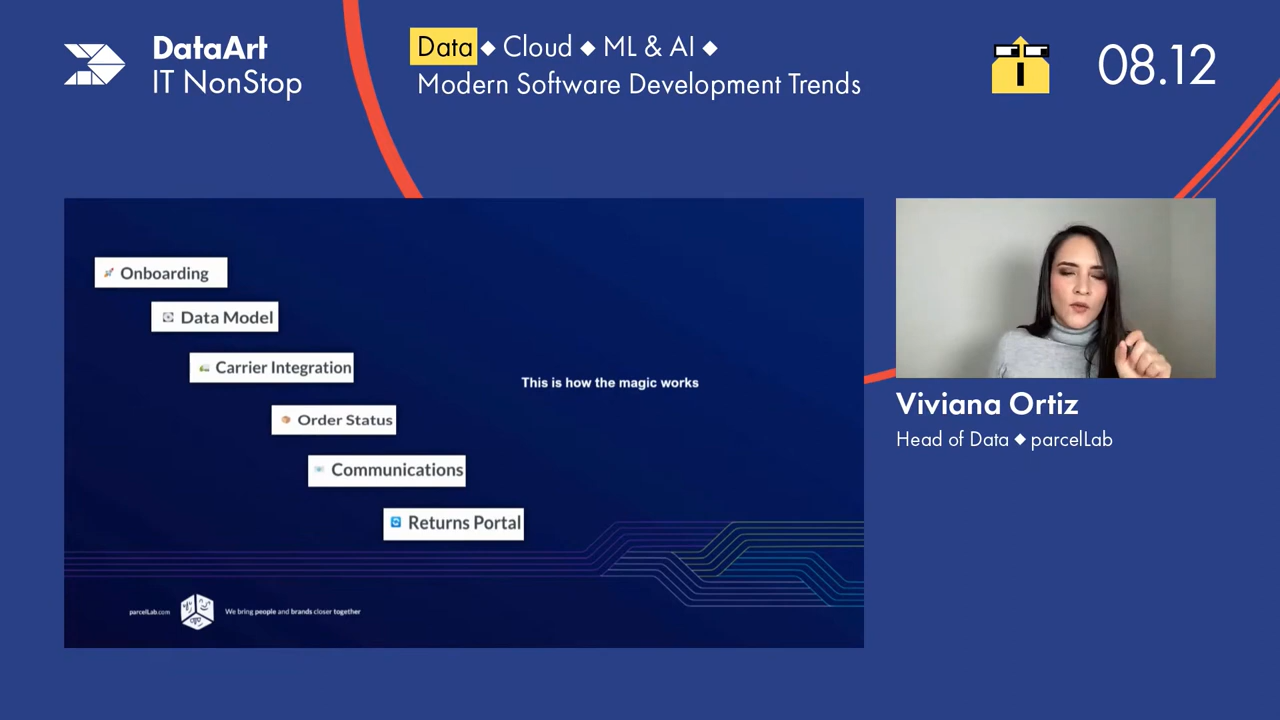 DataArt
IT NonStop
Data ◆ Cloud ◆ ML & AI ◆
Modern Software Development Trends
08.12
Onboarding
Data Model
Carrier Integration
Order Status
Communications
Returns Portal
This is how the magic works
parcelLab.com
We bring people and brands closer together
Viviana Ortiz
Head of Data ◆ parcelLab